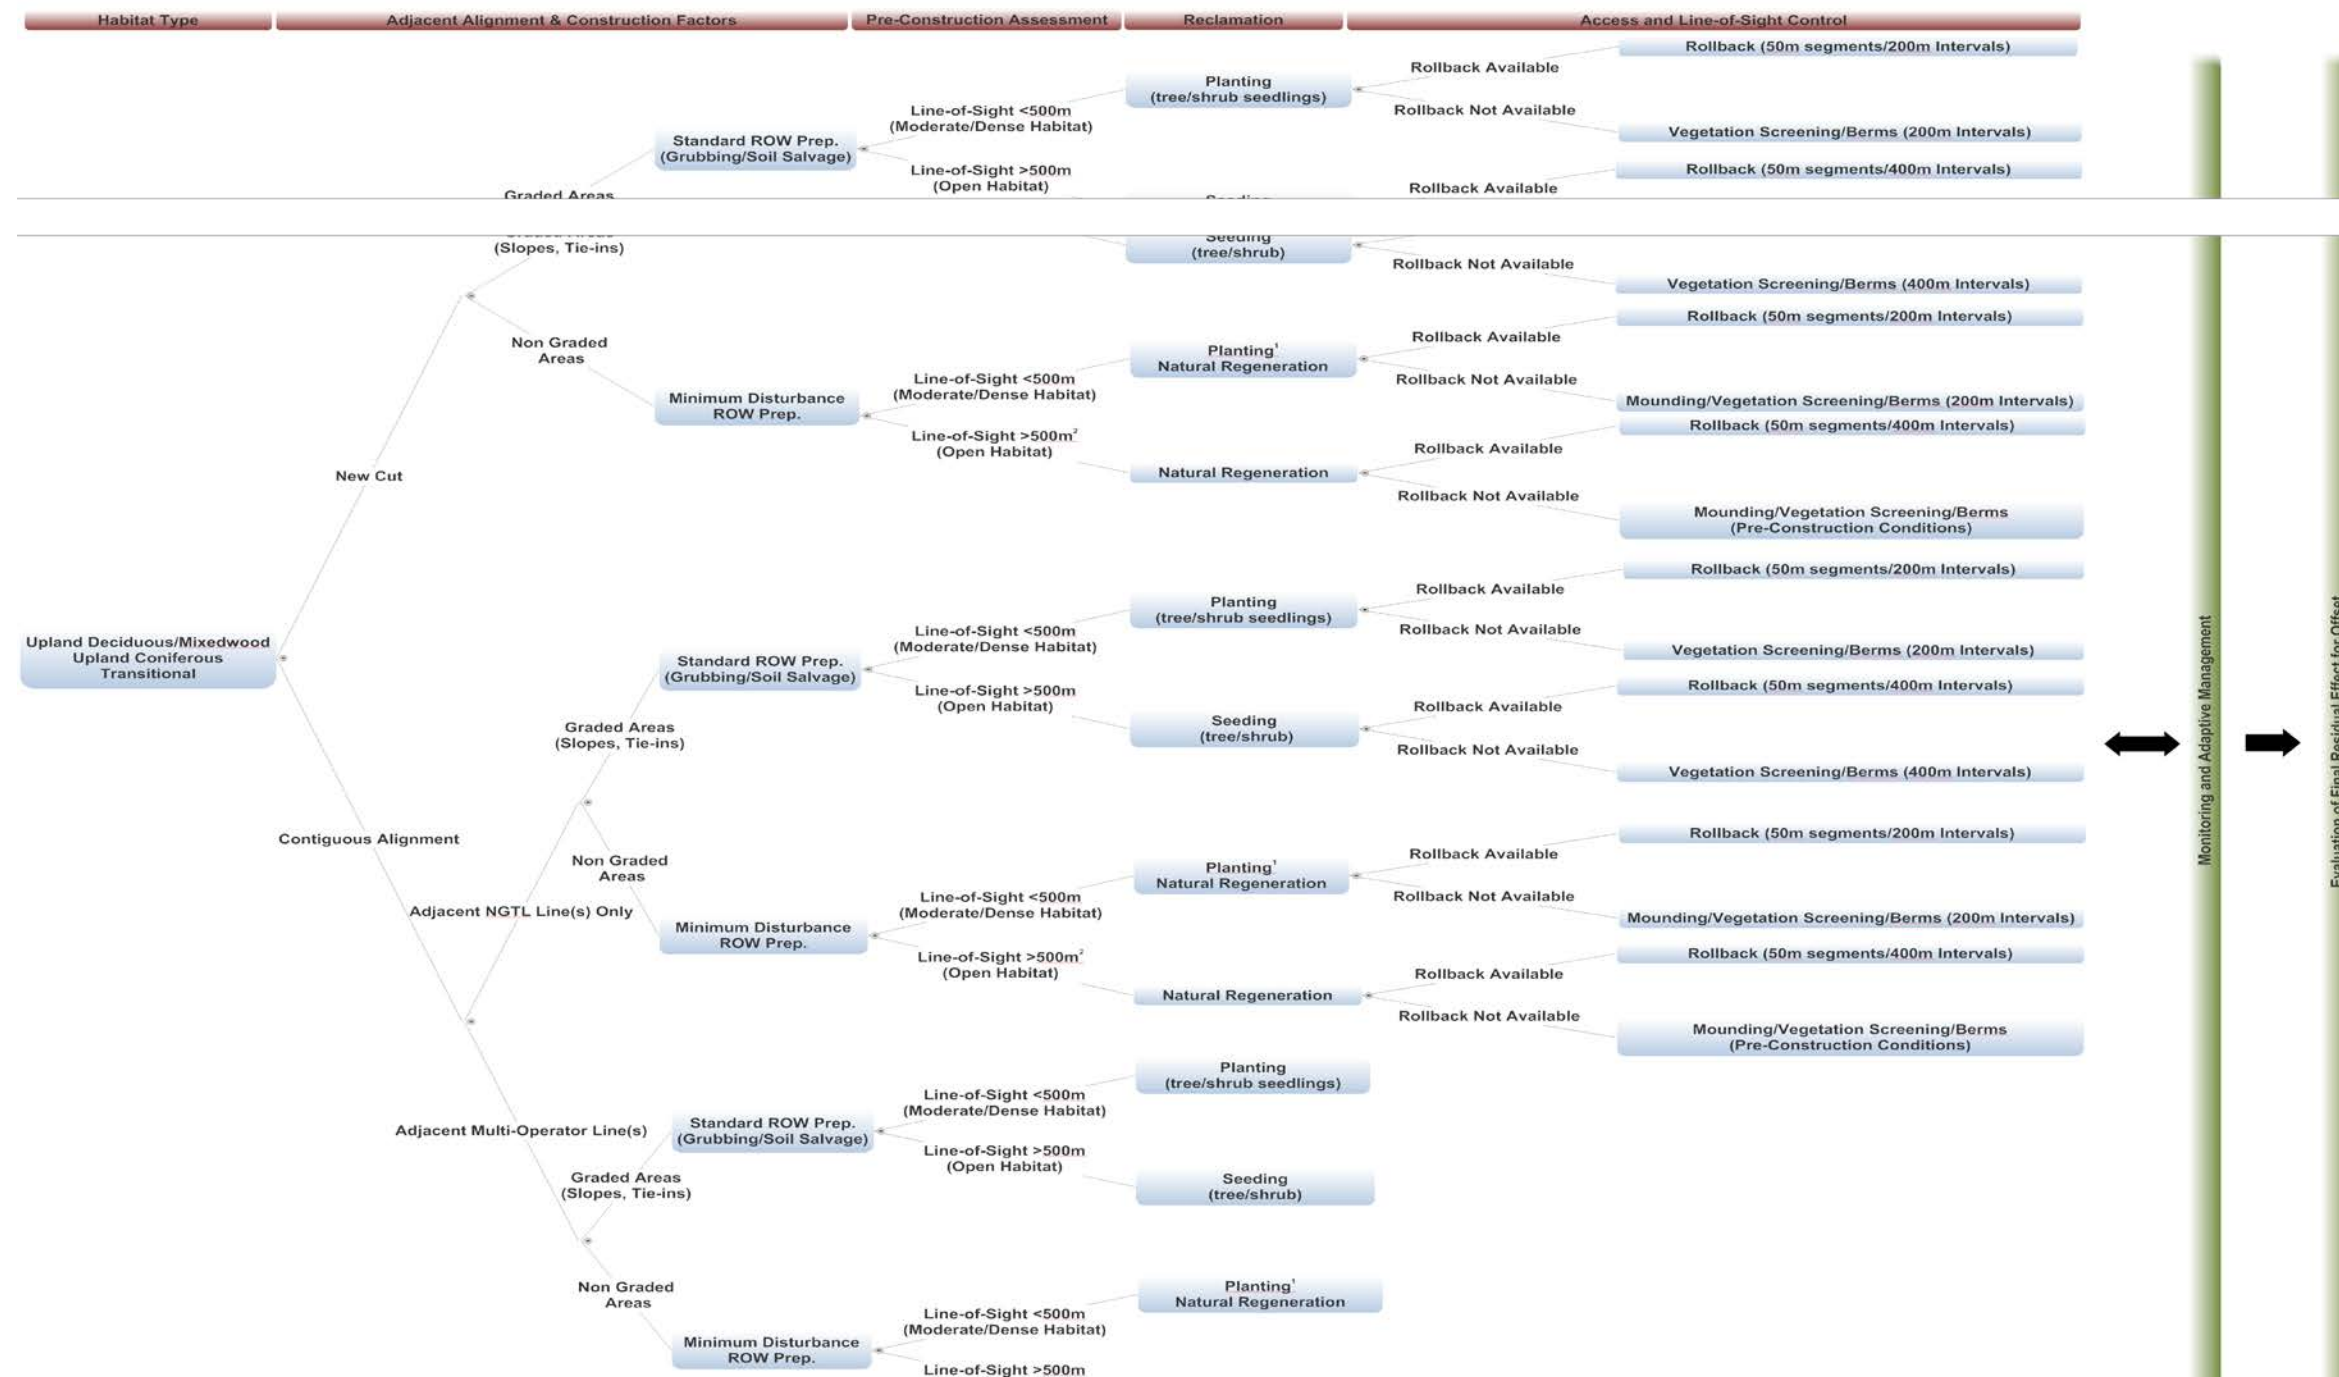 Habitat Type
Adjacent Alignment & Construction Factors
Pre-Construction Assessment
Reclamation
Access and Line-of-Sight Control
Rollback (50m segments/200m Intervals)
Rollback Available
Planting
(tree/shrub seedlings)
Line-of-Sight <500m
(Moderate/Dense Habitat)
Rollback Not Available
Vegetation Screening/Berms (200m Intervals)
Standard ROW Prep.
(Grubbing/Soil Salvage)
Line-of-Sight >500m
(Open Habitat)
Rollback (50m segments/400m Intervals)
Rollback Available
Graded Areas
(Slopes, Tie-ins)
Seeding
(tree/shrub)
Rollback Not Available
Vegetation Screening/Berms (400m Intervals)
Rollback (50m segments/200m Intervals)
Non Graded
Areas
Rollback Available
Planting¹
Natural Regeneration
Line-of-Sight <500m
(Moderate/Dense Habitat)
Rollback Not Available
Mounding/Vegetation Screening/Berms (200m Intervals)
Minimum Disturbance
ROW Prep.
Rollback (50m segments/400m Intervals)
Line-of-Sight >500m²
(Open Habitat)
Rollback Available
New Cut
Natural Regeneration
Rollback Not Available
Mounding/Vegetation Screening/Berms
(Pre-Construction Conditions)
Rollback (50m segments/200m Intervals)
Rollback Available
Planting
(tree/shrub seedlings)
Line-of-Sight <500m
(Moderate/Dense Habitat)
Rollback Not Available
Vegetation Screening/Berms (200m Intervals)
Upland Deciduous/Mixedwood
Upland Coniferous
Transitional
Standard ROW Prep.
(Grubbing/Soil Salvage)
Line-of-Sight >500m
(Open Habitat)
Rollback (50m segments/400m Intervals)
Rollback Available
Graded Areas
(Slopes, Tie-ins)
Seeding
(tree/shrub)
Rollback Not Available
Vegetation Screening/Berms (400m Intervals)
Monitoring and Adaptive Management
Evaluation of Final Residual Effect for Offset
Contiguous Alignment
Rollback (50m segments/200m Intervals)
Rollback Available
Non Graded
Areas
Planting¹
Natural Regeneration
Line-of-Sight <500m
(Moderate/Dense Habitat)
Rollback Not Available
Adjacent NGTL Line(s) Only
Mounding/Vegetation Screening/Berms (200m Intervals)
Minimum Disturbance
ROW Prep.
Line-of-Sight >500m²
(Open Habitat)
Rollback (50m segments/400m Intervals)
Rollback Available
Natural Regeneration
Rollback Not Available
Mounding/Vegetation Screening/Berms
(Pre-Construction Conditions)
Planting
(tree/shrub seedlings)
Line-of-Sight <500m
(Moderate/Dense Habitat)
Adjacent Multi-Operator Line(s)
Standard ROW Prep.
(Grubbing/Soil Salvage)
Line-of-Sight >500m
(Open Habitat)
Graded Areas
(Slopes, Tie-ins)
Seeding
(tree/shrub)
Non Graded
Areas
Planting¹
Natural Regeneration
Line-of-Sight <500m
(Moderate/Dense Habitat)
Minimum Disturbance
ROW Prep.
Line-of-Sight >500m